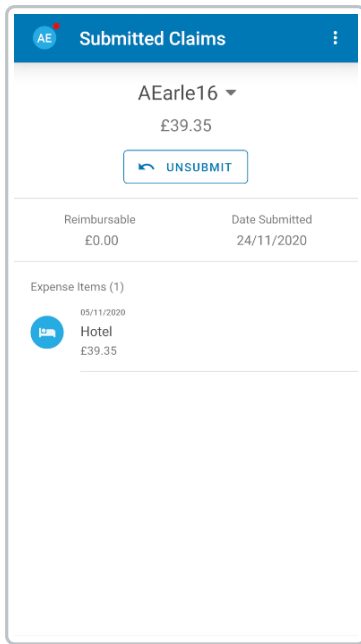 AE
Submitted Claims
AEarle16
£39.35
UNSUBMIT
Reimbursable
Date Submitted
£0.00
24/11/2020
Expense Items (1)
05/11/2020
Hotel
£39.35